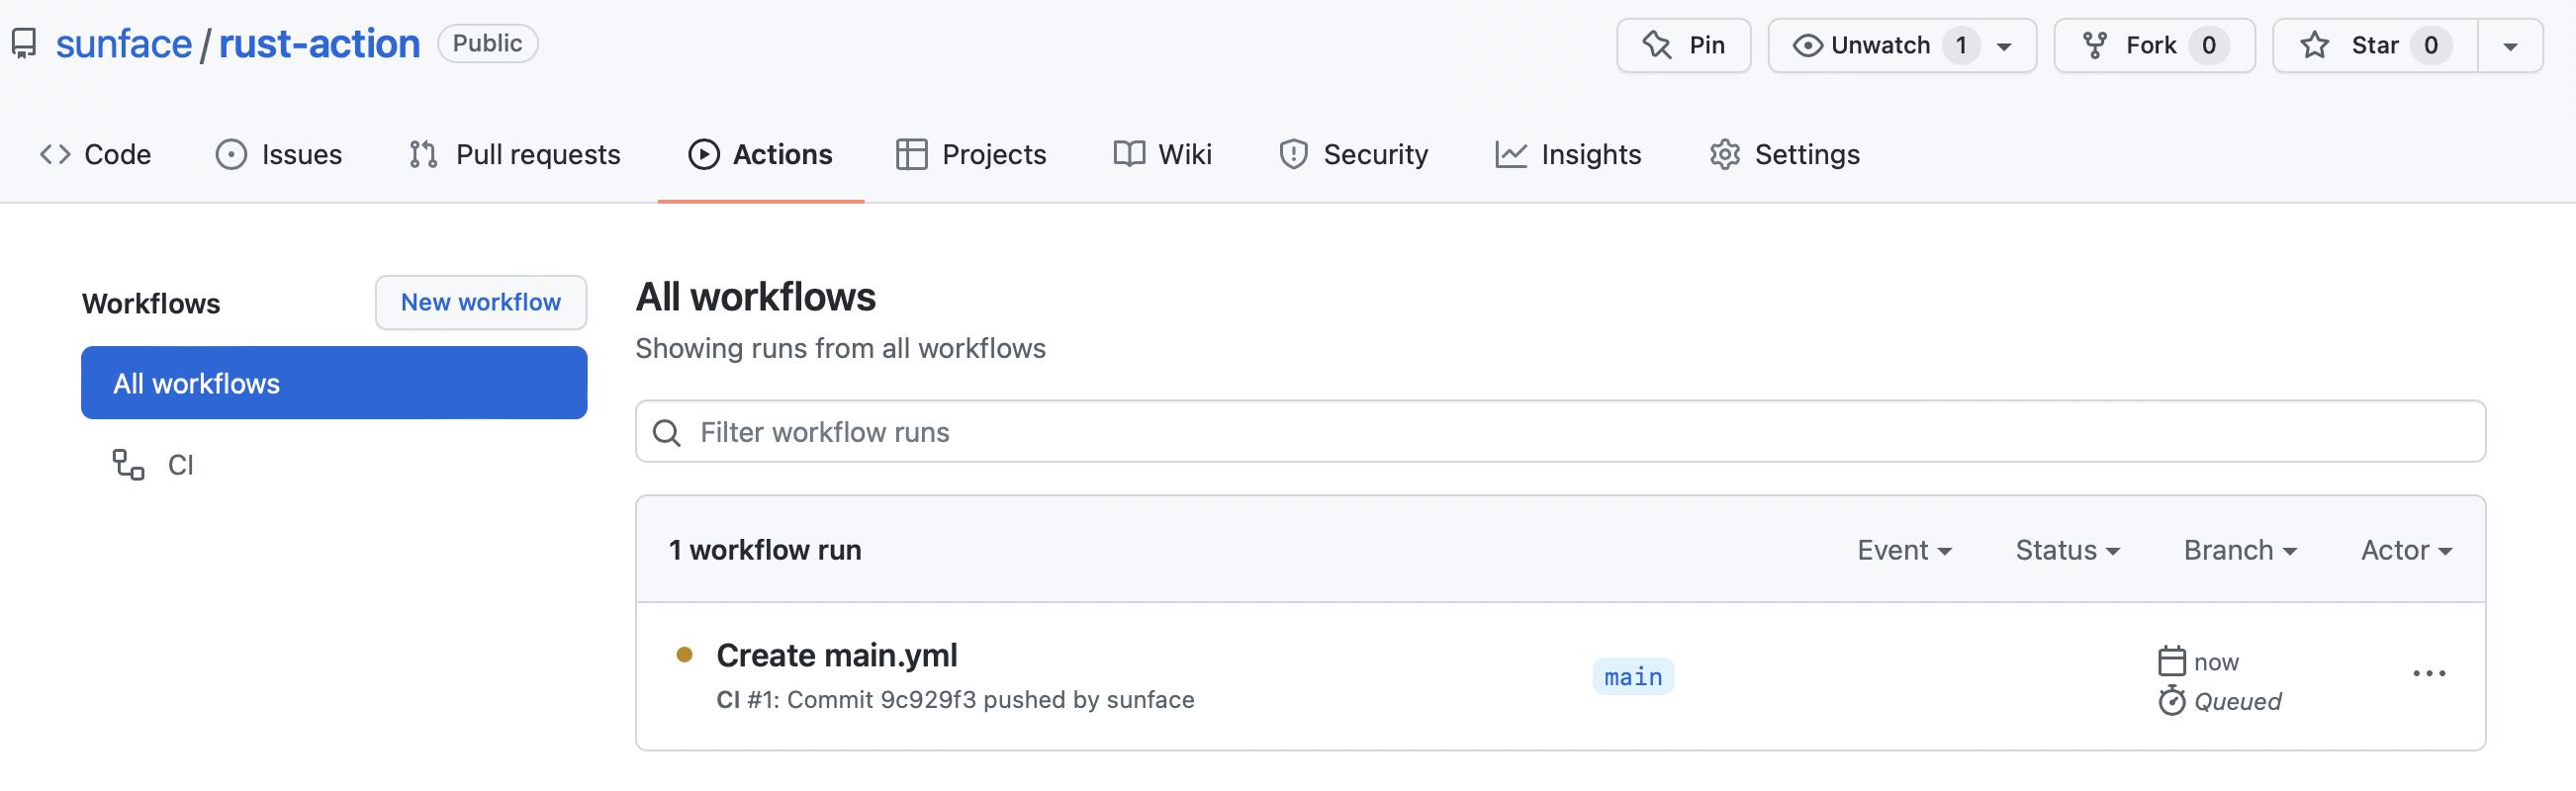 sunface / rust-action Public Pin Unwatch 1 Fork 0 Star 0
Code Issues Pull requests Actions Projects Wiki Security Insights Settings
Workflows New workflow
All workflows
CI
All workflows
Showing runs from all workflows
Filter workflow runs
1 workflow run Event Status Branch Actor
Create main.yml
CI #1: Commit 9c929f3 pushed by sunface
main
now
Queued